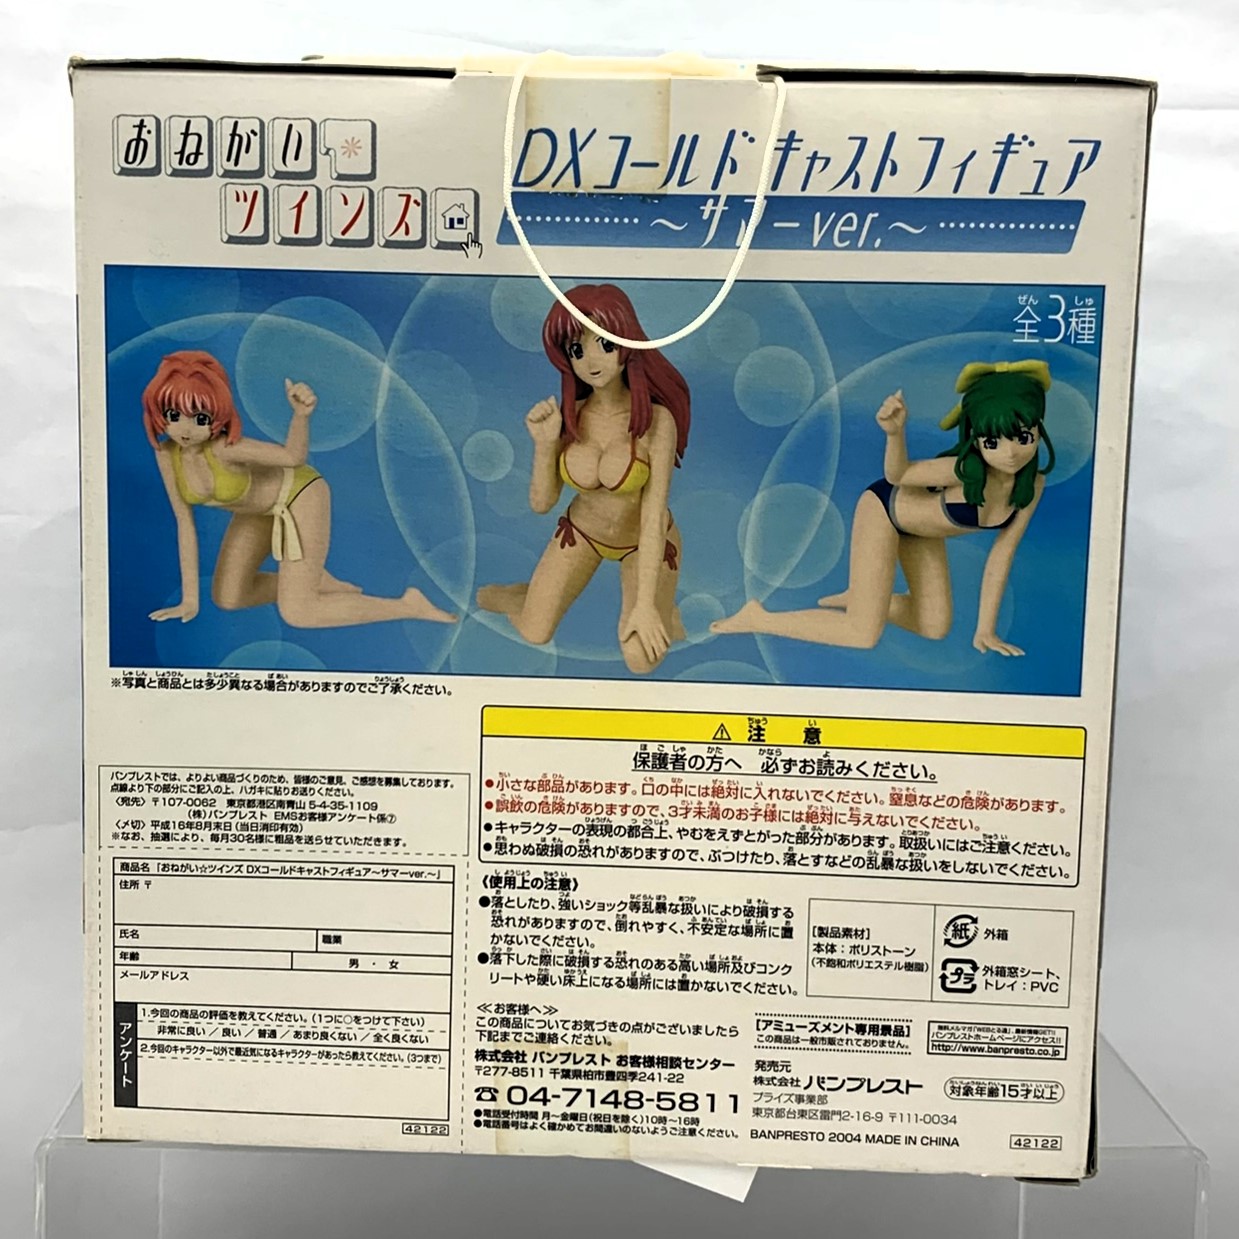 おねがい＊
ツインズ
DXコールドキャストフィギュア
～サマーver.～
全3種
※写真と商品とは多少異なる場合がありますのでご了承ください。
⚠注意
保護者の方へ 必ずお読みください。
●小さな部品があります。口の中には絶対に入れないでください。窒息などの危険があります。
●誤飲の危険がありますので、3才未満のお子様には絶対に与えないでください。
●キャラクターの表現の都合上、やむをえずとがった部分があります。取扱いにはご注意ください。
●思わぬ破損の恐れがありますので、ぶつけたり、落とすなどの乱暴な扱いをしないでください。
バンプレストでは、よりよい商品づくりのため、皆様のご意見、ご感想を募集しております。
点線より下の部分にご記入の上、ハガキに貼りお送りください。
〈宛先〉〒107-0062 東京都港区南青山 5-4-35-1109
(株)バンプレスト EMSお客様アンケート係⑦
〈〆切〉平成16年8月末日(当日消印有効)
※なお、抽選により、毎月30名様に粗品を送らせていただきます。
商品名「おねがい☆ツインズ DXコールドキャストフィギュア～サマーver.～」
住所 〒
氏名
職業
年齢
男・女
メールアドレス
アンケート
1.今回の商品の評価を教えてください。(1つに○をつけて下さい)
非常に良い / 良い / 普通 / あまり良くない / 全く良くない
2.今回のキャラクター以外で最近気になるキャラクターがあったら教えてください。(3つまで)
42122
《使用上の注意》
●落としたり、強いショック等乱暴な扱いにより破損する
恐れがありますので、倒れやすく、不安定な場所に置
かないでください。
●落下した際に破損する恐れのある高い場所及びコンク
リートや硬い床上になる場所には置かないでください。
[製品素材]
本体：ポリストーン
(不飽和ポリエステル樹脂)
紙 外箱
プラ 外箱窓シート、
トレイ：PVC
≪お客様へ≫
この商品についてお気づきの点がございましたら
下記までご連絡ください。
株式会社 バンプレスト お客様相談センター
〒277-8511 千葉県柏市豊四季241-22
☎04-7148-5811
●電話受付時間 月～金曜日(祝日を除く)10時～16時
●電話番号はよく確かめてお間違いのないようご注意ください。
[アミューズメント専用景品]
この商品は一般市販されておりません。
バンプレストホームページにアクセス!!
http://www.banpresto.co.jp
発売元
株式会社バンプレスト
プライズ事業部
東京都台東区雷門2-16-9 〒111-0034
対象年齢15才以上
BANPRESTO 2004 MADE IN CHINA
42122